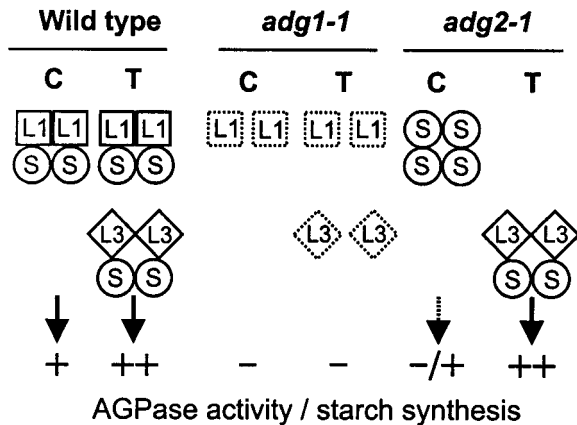 Wild type adg1-1 adg2-1
C T C T C T
L1 L1 L1 L1 L1 L1 L1 L1 S S
S S S S S S
L3 L3 L3 L3 L3 L3
S S S S
+ ++ − − −/+ ++
AGPase activity / starch synthesis